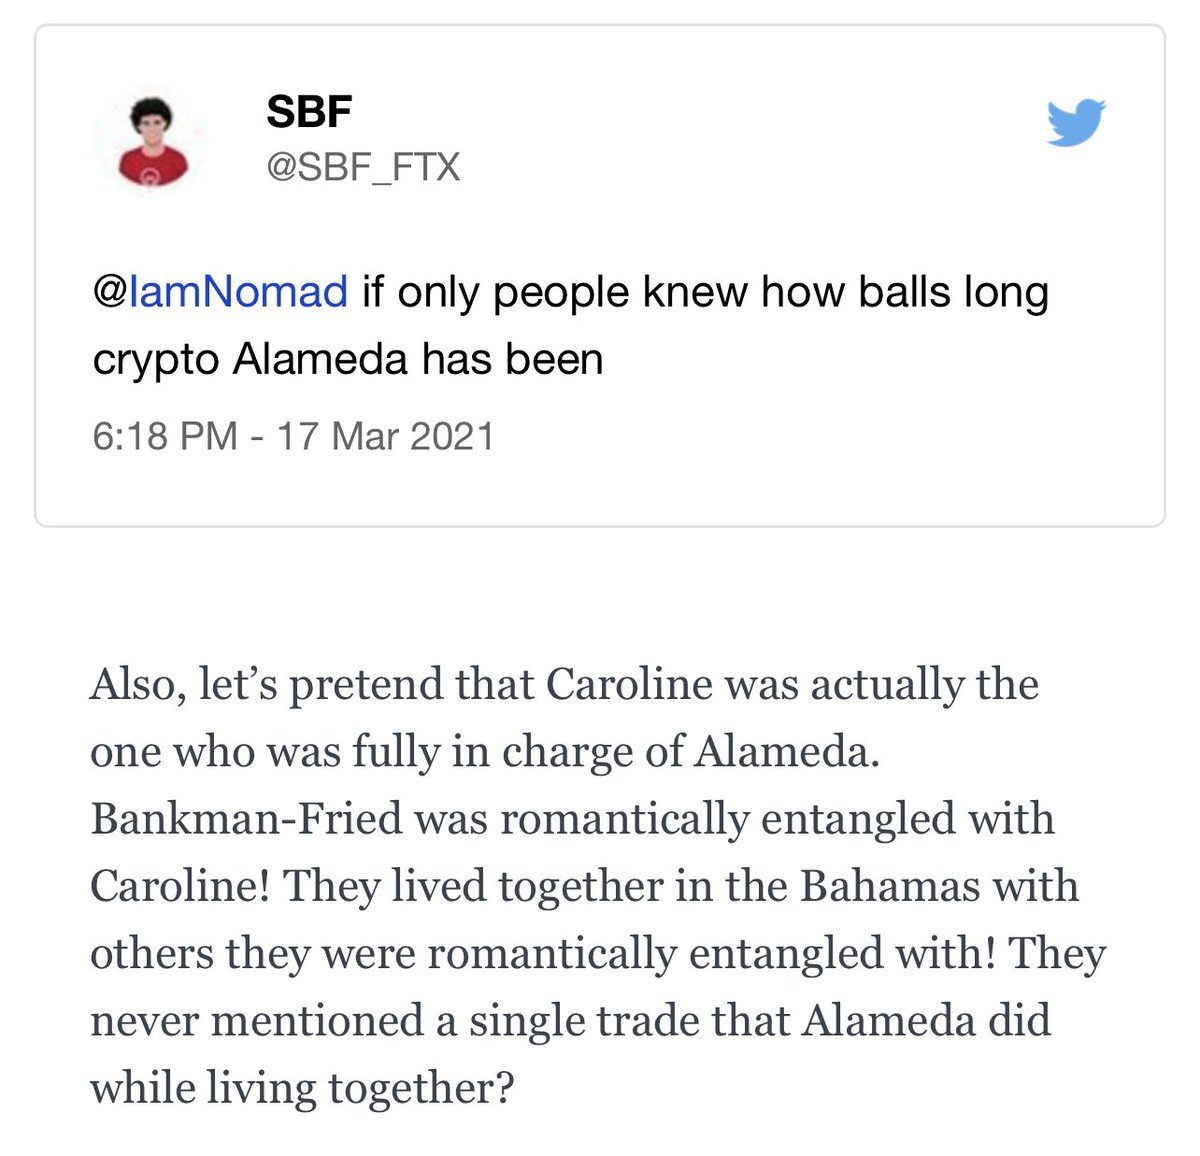 SBF
@SBF_FTX
@IamNomad if only people knew how balls long
crypto Alameda has been
6:18 PM - 17 Mar 2021
Also, let’s pretend that Caroline was actually the
one who was fully in charge of Alameda.
Bankman-Fried was romantically entangled with
Caroline! They lived together in the Bahamas with
others they were romantically entangled with! They
never mentioned a single trade that Alameda did
while living together?